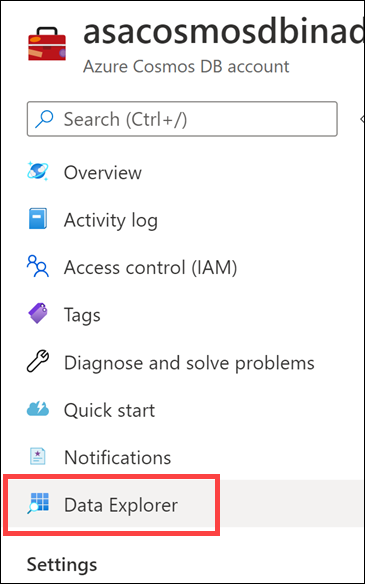 asacosmosdbinad
Azure Cosmos DB account
Search (Ctrl+/)
Overview
Activity log
Access control (IAM)
Tags
Diagnose and solve problems
Quick start
Notifications
Data Explorer
Settings